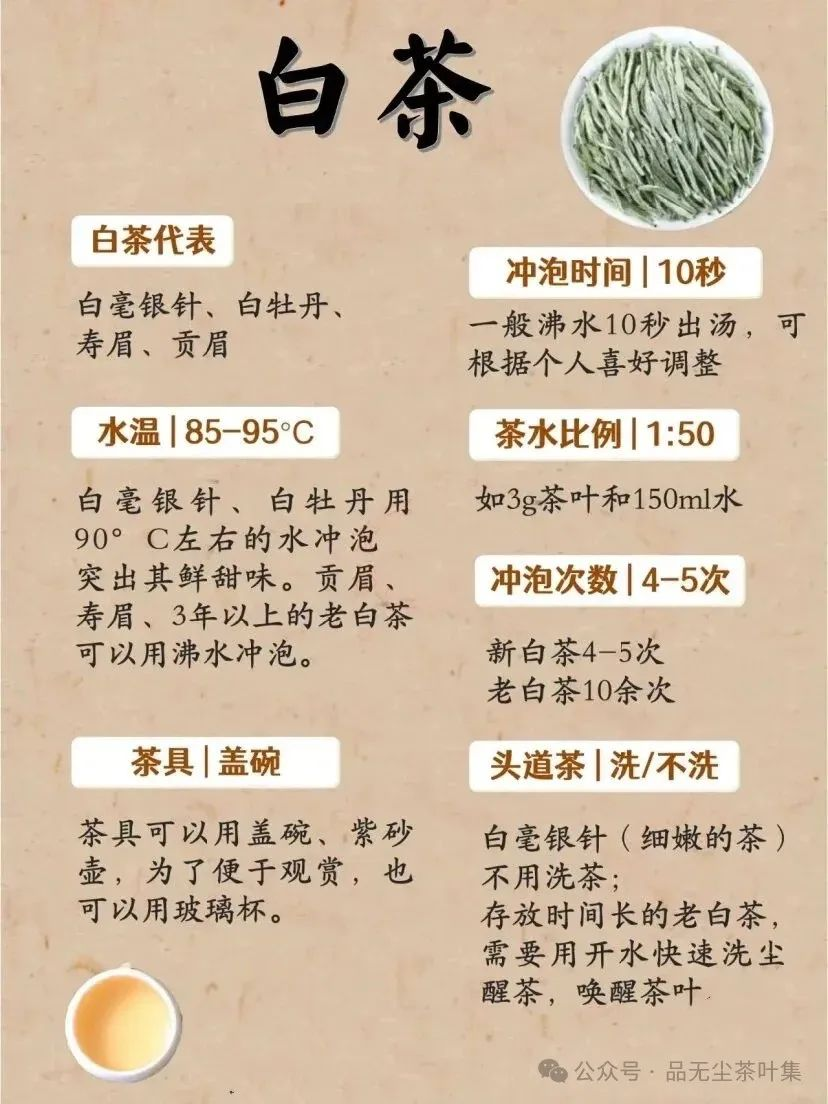 白茶
白茶代表
白毫银针、白牡丹、
寿眉、贡眉
水温|85-95°C
白毫银针、白牡丹用
90°C左右的水冲泡
突出其鲜甜味。贡眉、
寿眉、3年以上的老白茶
可以用沸水冲泡。
茶具|盖碗
茶具可以用盖碗、紫砂
壶，为了便于观赏，也
可以用玻璃杯。
冲泡时间|10秒
一般沸水10秒出汤，可
根据个人喜好调整
茶水比例|1:50
如3g茶叶和150ml水
冲泡次数|4-5次
新白茶4-5次
老白茶10余次
头道茶|洗/不洗
白毫银针（细嫩的茶）
不用洗茶；
存放时间长的老白茶，
需要用开水快速洗尘
醒茶，唤醒茶叶
公众号·品无尘茶叶集